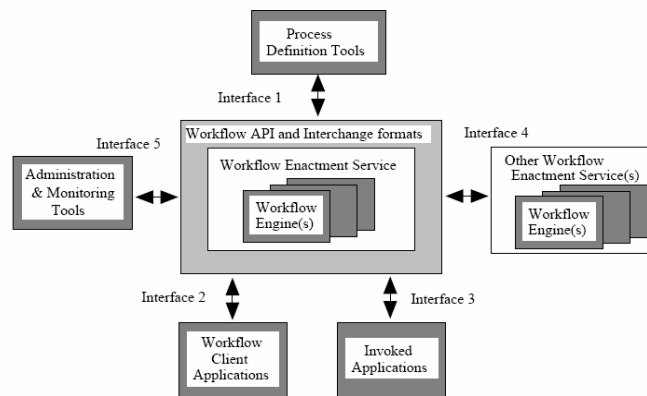 Process
Definition Tools
Interface 1
Workflow API and Interchange formats
Interface 5
Interface 4
Workflow Enactment Service
Workflow
Engine(s)
Administration
& Monitoring
Tools
Other Workflow
Enactment Service(s)
Workflow
Engine(s)
Interface 2
Interface 3
Workflow
Client
Applications
Invoked
Applications